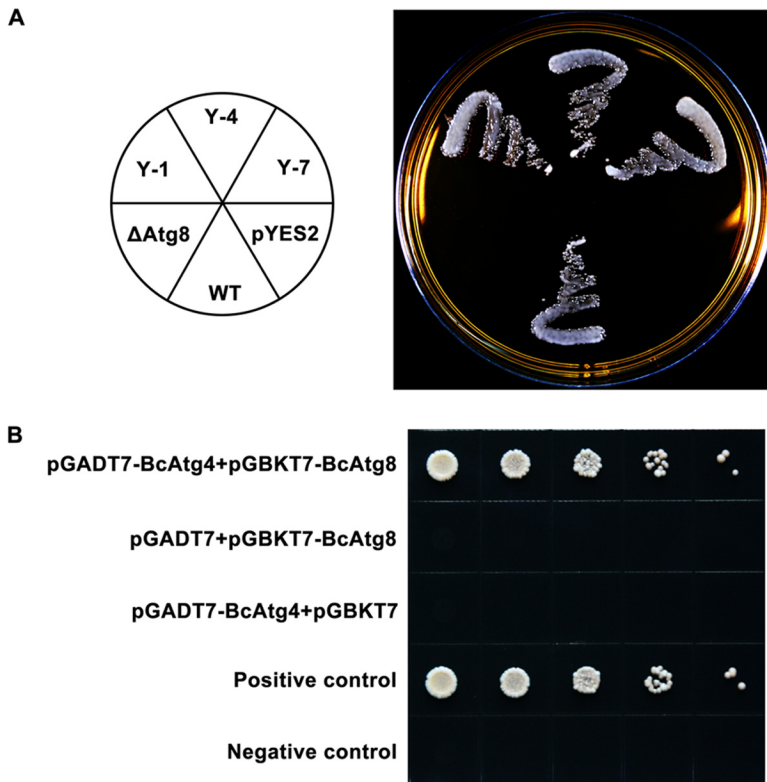 A
Y-4
Y-1
Y-7
ΔAtg8
pYES2
WT
B
pGADT7-BcAtg4+pGBKT7-BcAtg8
pGADT7+pGBKT7-BcAtg8
pGADT7-BcAtg4+pGBKT7
Positive control
Negative control